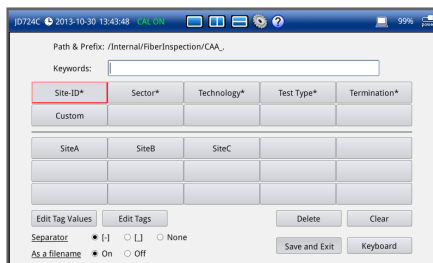 JD724C 2013-10-30 13:43:48 CAL ON 99%
Path & Prefix: /Internal/FiberInspection/CAA_.
Keywords:
Site-ID* Sector* Technology* Test Type* Termination*
Custom
SiteA SiteB SiteC
Edit Tag Values Edit Tags Delete Clear
Separator [-] [_] None
As a filename On Off
Save and Exit Keyboard